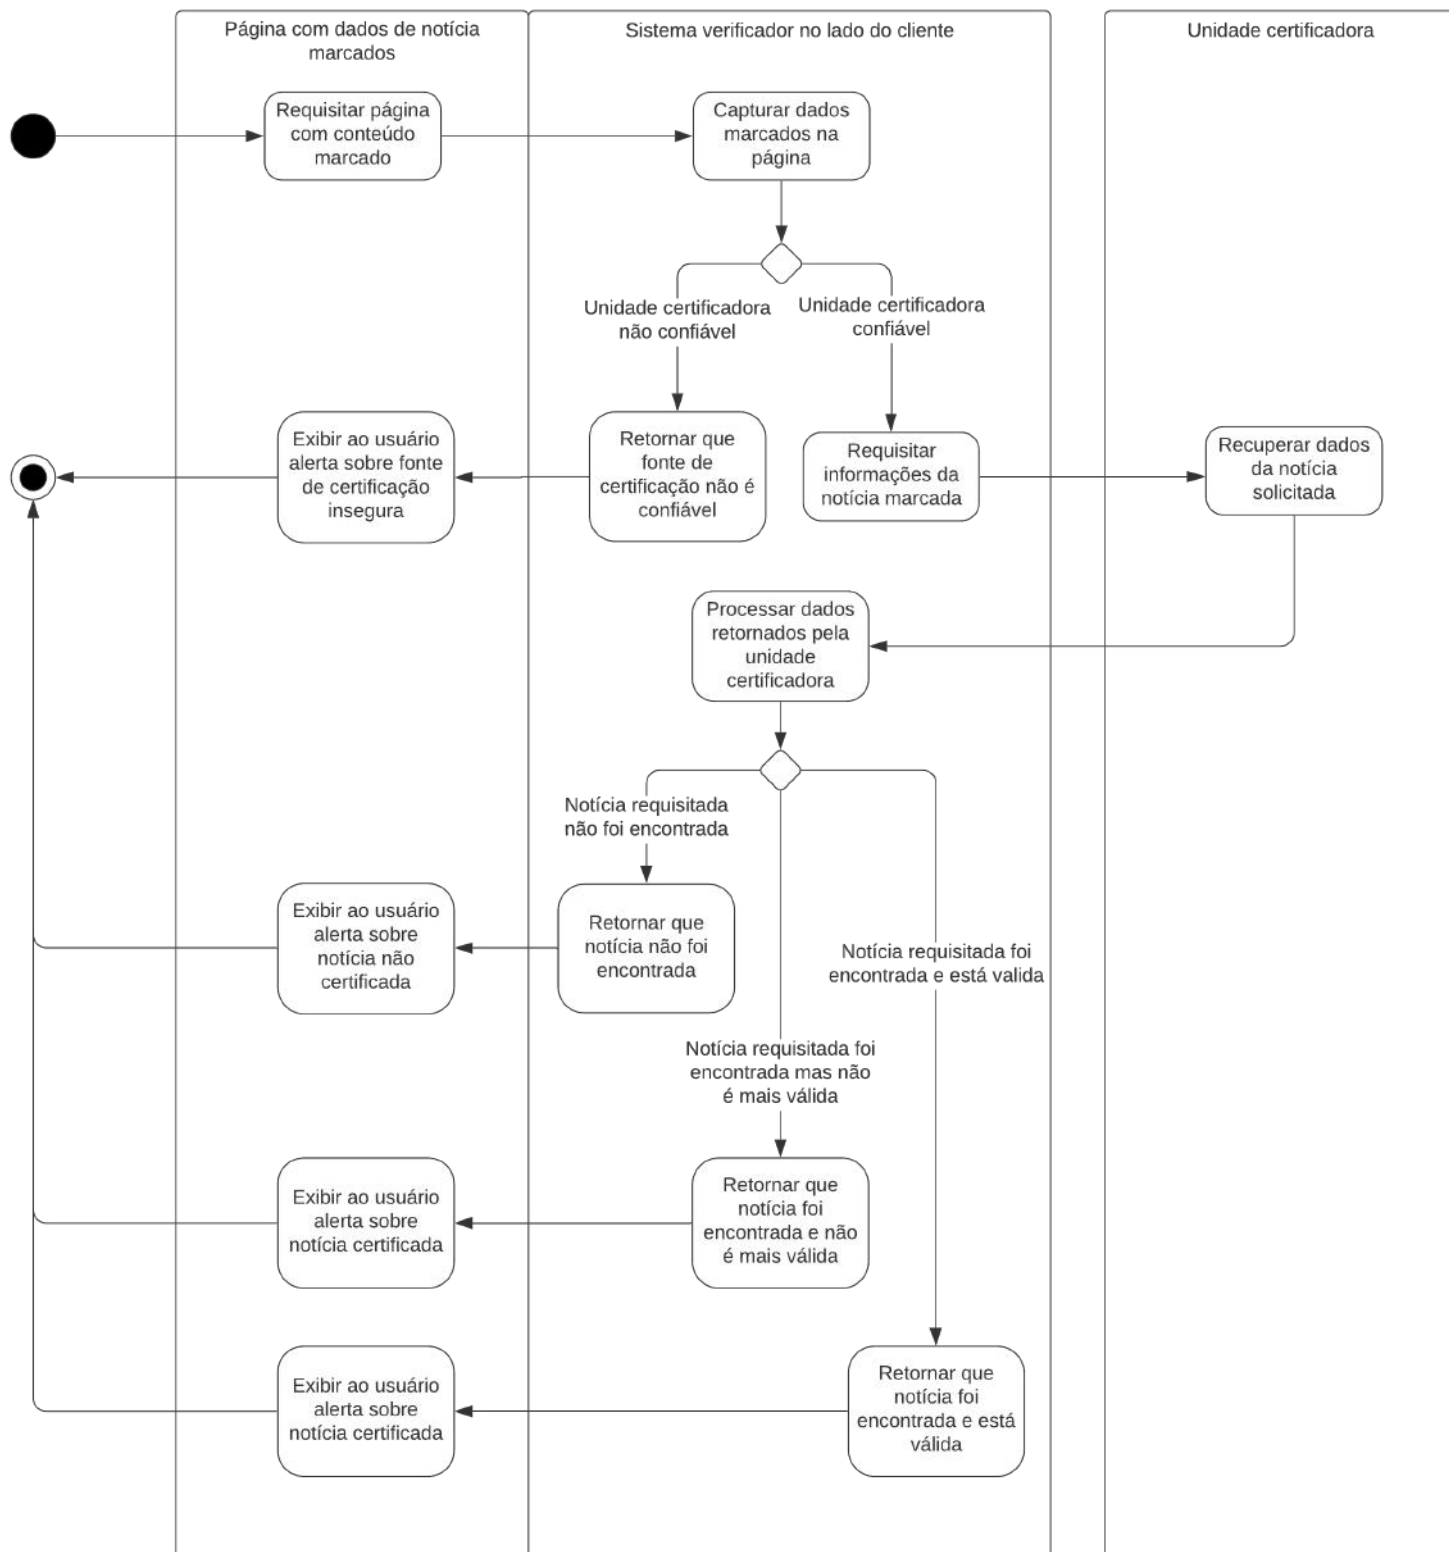 Página com dados de notícia
marcados
Sistema verificador no lado do cliente
Unidade certificadora
Requisitar página
com conteúdo
marcado
Capturar dados
marcados na
página
Unidade certificadora
não confiável
Unidade certificadora
confiável
Exibir ao usuário
alerta sobre fonte
de certificação
insegura
Retornar que
fonte de
certificação não é
confiável
Requisitar
informações da
notícia marcada
Recuperar dados
da notícia
solicitada
Processar dados
retornados pela
unidade
certificadora
Notícia requisitada
não foi encontrada
Exibir ao usuário
alerta sobre
notícia não
certificada
Retornar que
notícia não foi
encontrada
Notícia requisitada foi
encontrada e está valida
Notícia requisitada foi
encontrada mas não
é mais válida
Exibir ao usuário
alerta sobre
notícia certificada
Retornar que
notícia foi
encontrada e não
é mais válida
Exibir ao usuário
alerta sobre
notícia certificada
Retornar que
notícia foi
encontrada e está
válida